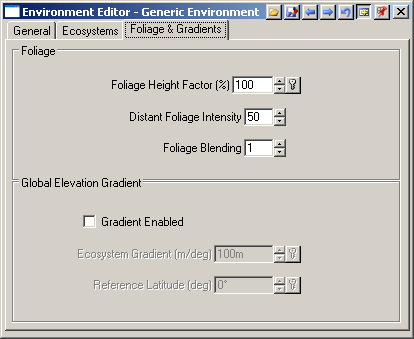 Environment Editor - Generic Environment
General Ecosystems Foliage & Gradients
Foliage
Foliage Height Factor (%) 100
Distant Foliage Intensity 50
Foliage Blending 1
Global Elevation Gradient
Gradient Enabled
Ecosystem Gradient (m/deg) 100m
Reference Latitude (deg) 0°